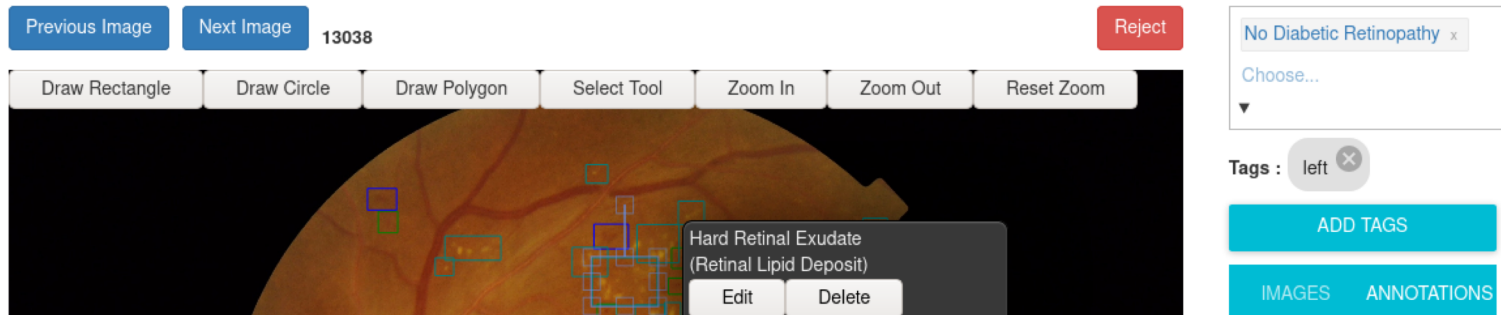 Previous Image
Next Image
13038
Reject
Draw Rectangle
Draw Circle
Draw Polygon
Select Tool
Zoom In
Zoom Out
Reset Zoom
Hard Retinal Exudate
(Retinal Lipid Deposit)
Edit
Delete
No Diabetic Retinopathy x
Choose...
Tags : left
ADD TAGS
IMAGES
ANNOTATIONS